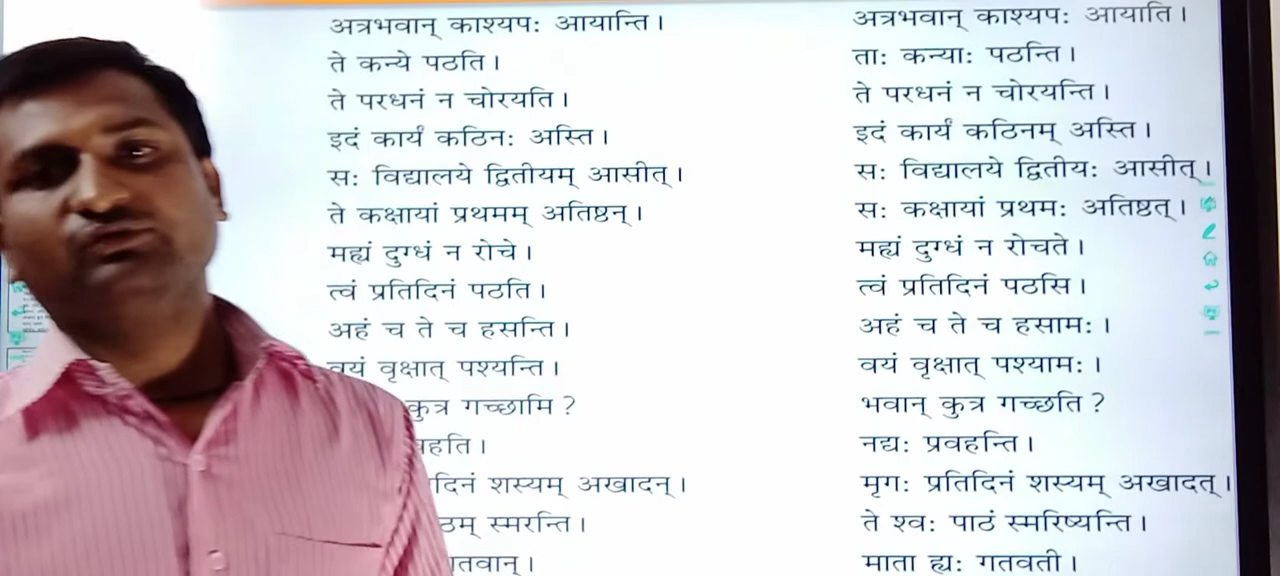 अत्रभवान् काश्यपः आयान्ति। अत्रभवान् काश्यपः आयाति।
ते कन्ये पठति। ताः कन्याः पठन्ति।
ते परधनं न चोरयति। ते परधनं न चोरयन्ति।
इदं कार्यं कठिनः अस्ति। इदं कार्यं कठिनम् अस्ति।
सः विद्यालये द्वितीयम् आसीत्। सः विद्यालये द्वितीयः आसीत्।
ते कक्षायां प्रथमम् अतिष्ठन्। सः कक्षायां प्रथमः अतिष्ठत्।
मह्यं दुग्धं न रोचे। मह्यं दुग्धं न रोचते।
त्वं प्रतिदिनं पठति। त्वं प्रतिदिनं पठसि।
अहं च ते च हसन्ति। अहं च ते च हसामः।
वयं वृक्षात् पश्यन्ति। वयं वृक्षात् पश्यामः।
कुत्र गच्छामि? भवान् कुत्र गच्छति?
नद्यः प्रवहन्ति।
दिनं शस्यम् अखादन्। मृगः प्रतिदिनं शस्यम् अखादत्।
स्मरन्ति। ते श्वः पाठं स्मरिष्यन्ति।
माता ह्यः गतवती।